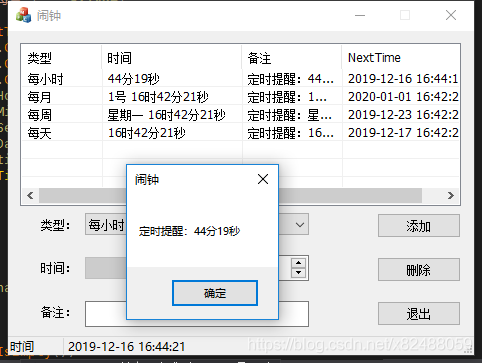 闹钟
类型 时间 备注 NextTime
每小时 44分19秒 定时提醒：44... 2019-12-16 16:44:1
每月 1号 16时42分21秒 定时提醒：1... 2020-01-01 16:42:2
每周 星期一 16时42分21秒 定时提醒：星... 2019-12-23 16:42:2
每天 16时42分21秒 定时提醒：16... 2019-12-17 16:42:2
闹钟
定时提醒：44分19秒
确定
类型： 每小时 添加
时间： 删除
备注： 退出
时间 2019-12-16 16:44:21
https://blog.csdn.net/x82488059